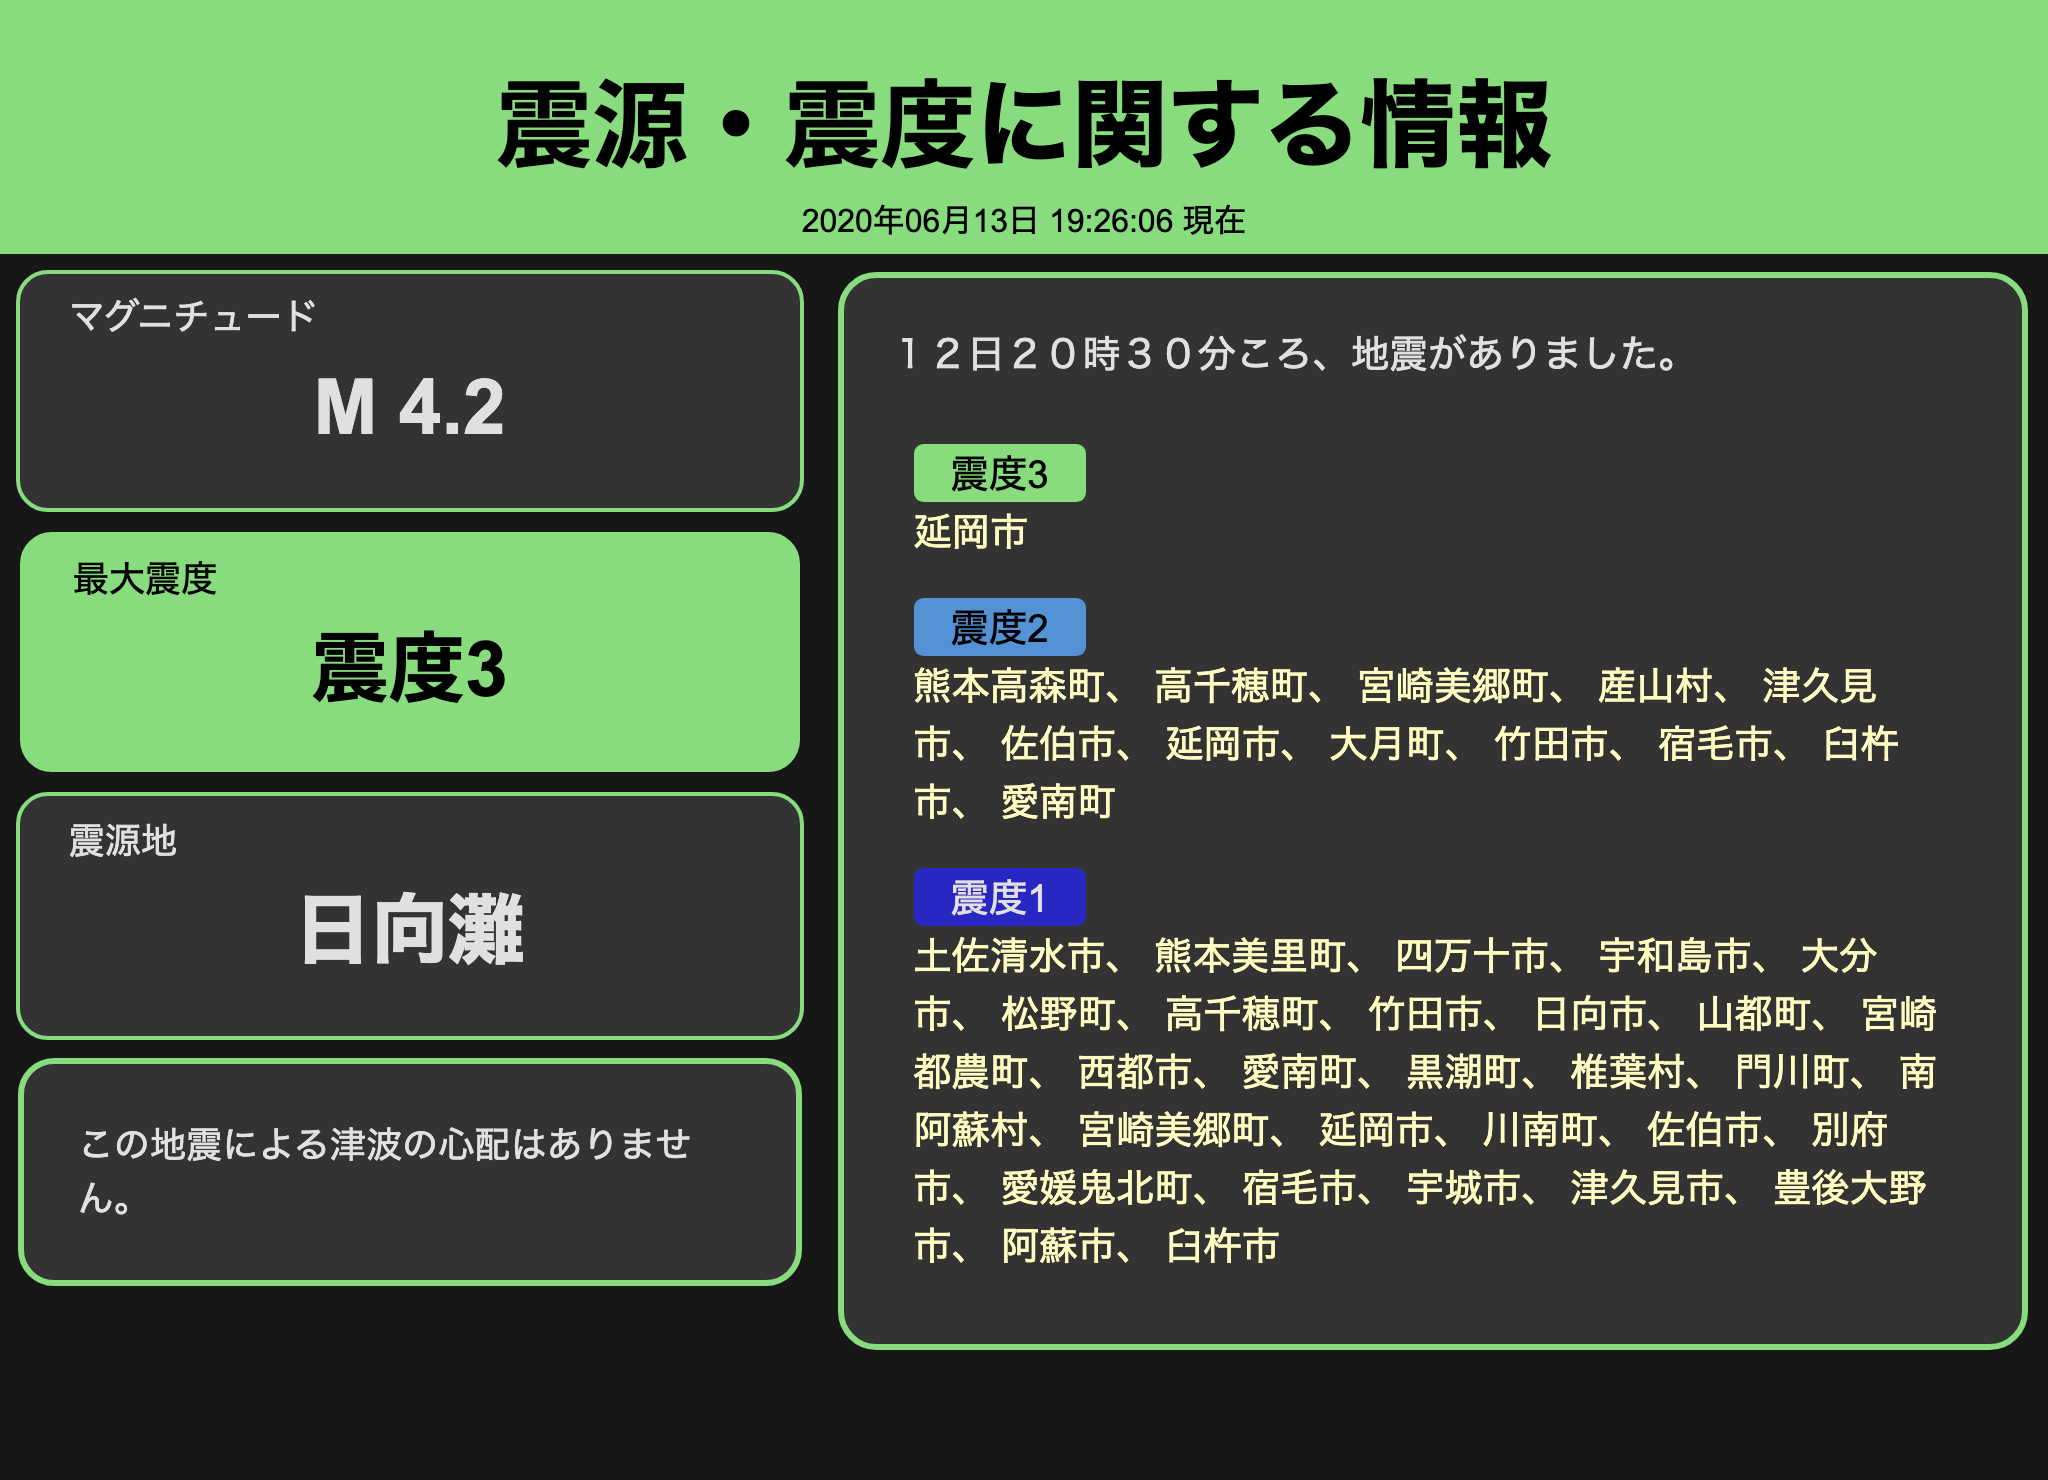 震源・震度に関する情報
2020年06月13日 19:26:06 現在
マグニチュード
M 4.2
最大震度
震度3
震源地
日向灘
この地震による津波の心配はありませ
ん。
１２日２０時３０分ころ、地震がありました。
震度3
延岡市
震度2
熊本高森町、 高千穂町、 宮崎美郷町、 産山村、 津久見
市、 佐伯市、 延岡市、 大月町、 竹田市、 宿毛市、 臼杵
市、 愛南町
震度1
土佐清水市、 熊本美里町、 四万十市、 宇和島市、 大分
市、 松野町、 高千穂町、 竹田市、 日向市、 山都町、 宮崎
都農町、 西都市、 愛南町、 黒潮町、 椎葉村、 門川町、 南
阿蘇村、 宮崎美郷町、 延岡市、 川南町、 佐伯市、 別府
市、 愛媛鬼北町、 宿毛市、 宇城市、 津久見市、 豊後大野
市、 阿蘇市、 臼杵市